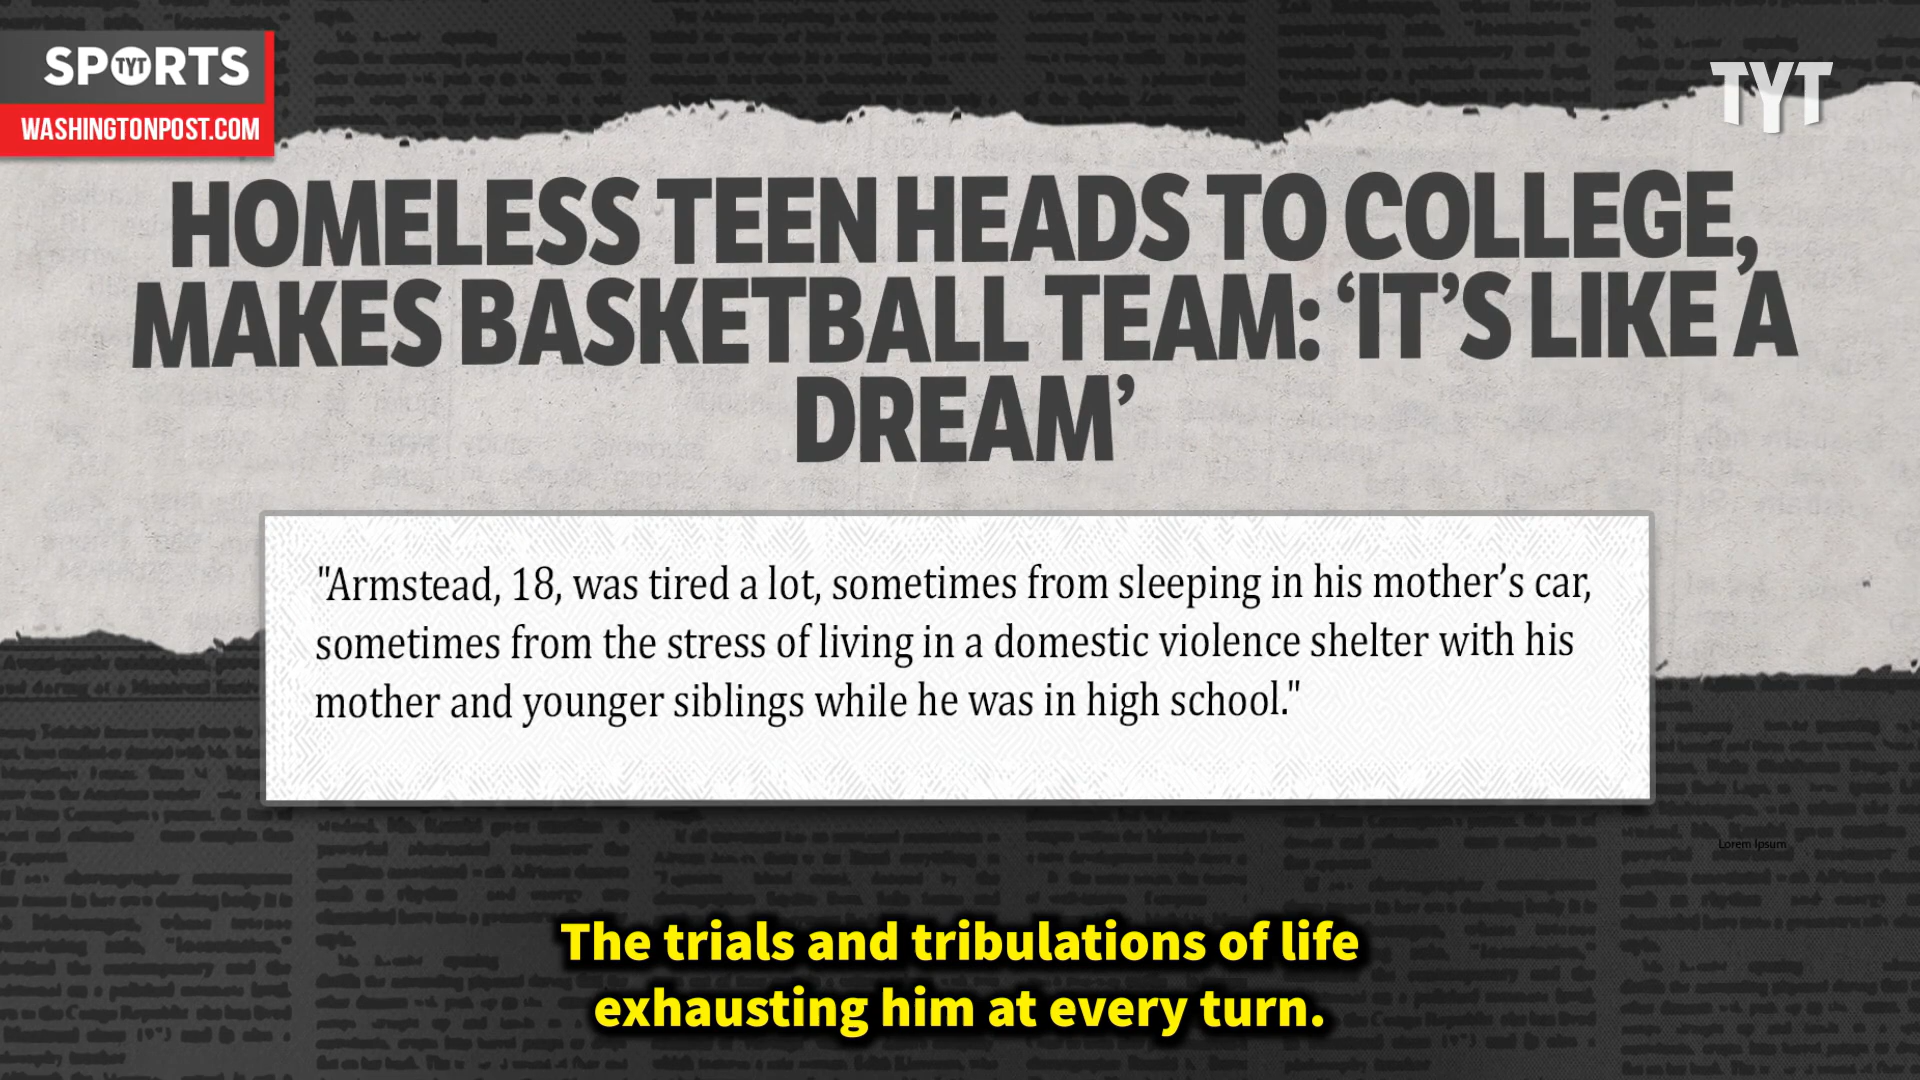 SPORTS
TYT
WASHINGTONPOST.COM
TYT
HOMELESS TEEN HEADS TO COLLEGE,
MAKES BASKETBALL TEAM: ‘IT’S LIKE A
DREAM’
"Armstead, 18, was tired a lot, sometimes from sleeping in his mother’s car,
sometimes from the stress of living in a domestic violence shelter with his
mother and younger siblings while he was in high school."
Lorem Ipsum
The trials and tribulations of life
exhausting him at every turn.